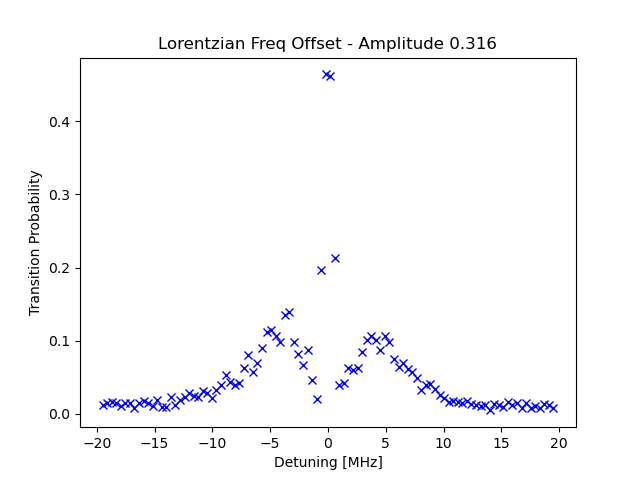 Lorentzian Freq Offset - Amplitude 0.316
Transition Probability
0.4
0.3
0.2
0.1
0.0
−20 −15 −10 −5 0 5 10 15 20
Detuning [MHz]